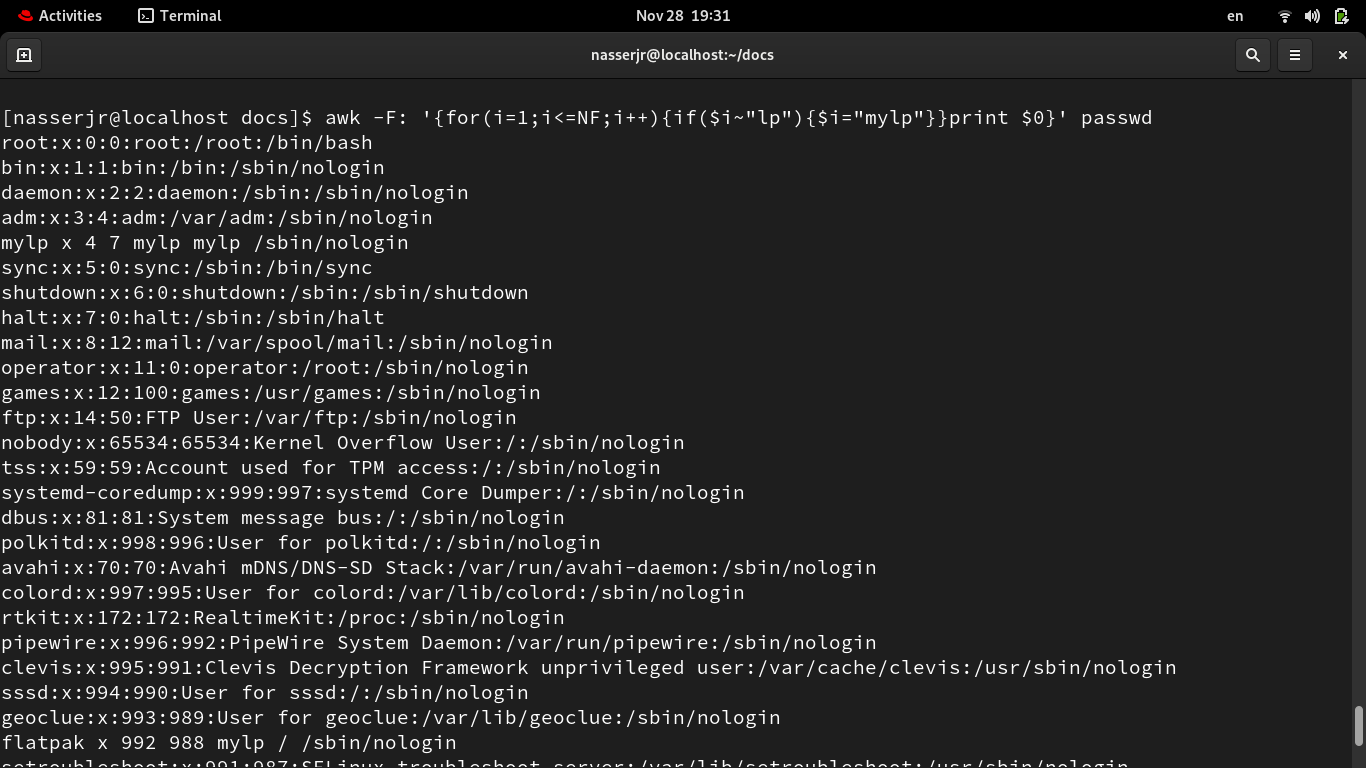 Activities Terminal Nov 28 19:31 en
nasserjr@localhost:~/docs
[nasserjr@localhost docs]$ awk -F: '{for(i=1;i<=NF;i++){if($i~"lp"){$i="mylp"}}print $0}' passwd
root:x:0:0:root:/root:/bin/bash
bin:x:1:1:bin:/bin:/sbin/nologin
daemon:x:2:2:daemon:/sbin:/sbin/nologin
adm:x:3:4:adm:/var/adm:/sbin/nologin
mylp x 4 7 mylp mylp /sbin/nologin
sync:x:5:0:sync:/sbin:/bin/sync
shutdown:x:6:0:shutdown:/sbin:/sbin/shutdown
halt:x:7:0:halt:/sbin:/sbin/halt
mail:x:8:12:mail:/var/spool/mail:/sbin/nologin
operator:x:11:0:operator:/root:/sbin/nologin
games:x:12:100:games:/usr/games:/sbin/nologin
ftp:x:14:50:FTP User:/var/ftp:/sbin/nologin
nobody:x:65534:65534:Kernel Overflow User:/:/sbin/nologin
tss:x:59:59:Account used for TPM access:/:/sbin/nologin
systemd-coredump:x:999:997:systemd Core Dumper:/:/sbin/nologin
dbus:x:81:81:System message bus:/:/sbin/nologin
polkitd:x:998:996:User for polkitd:/:/sbin/nologin
avahi:x:70:70:Avahi mDNS/DNS-SD Stack:/var/run/avahi-daemon:/sbin/nologin
colord:x:997:995:User for colord:/var/lib/colord:/sbin/nologin
rtkit:x:172:172:RealtimeKit:/proc:/sbin/nologin
pipewire:x:996:992:PipeWire System Daemon:/var/run/pipewire:/sbin/nologin
clevis:x:995:991:Clevis Decryption Framework unprivileged user:/var/cache/clevis:/usr/sbin/nologin
sssd:x:994:990:User for sssd:/:/sbin/nologin
geoclue:x:993:989:User for geoclue:/var/lib/geoclue:/sbin/nologin
flatpak x 992 988 mylp / /sbin/nologin
setroubleshoot:x:991:987:SELinux troubleshoot server:/var/lib/setroubleshoot:/usr/sbin/nologin